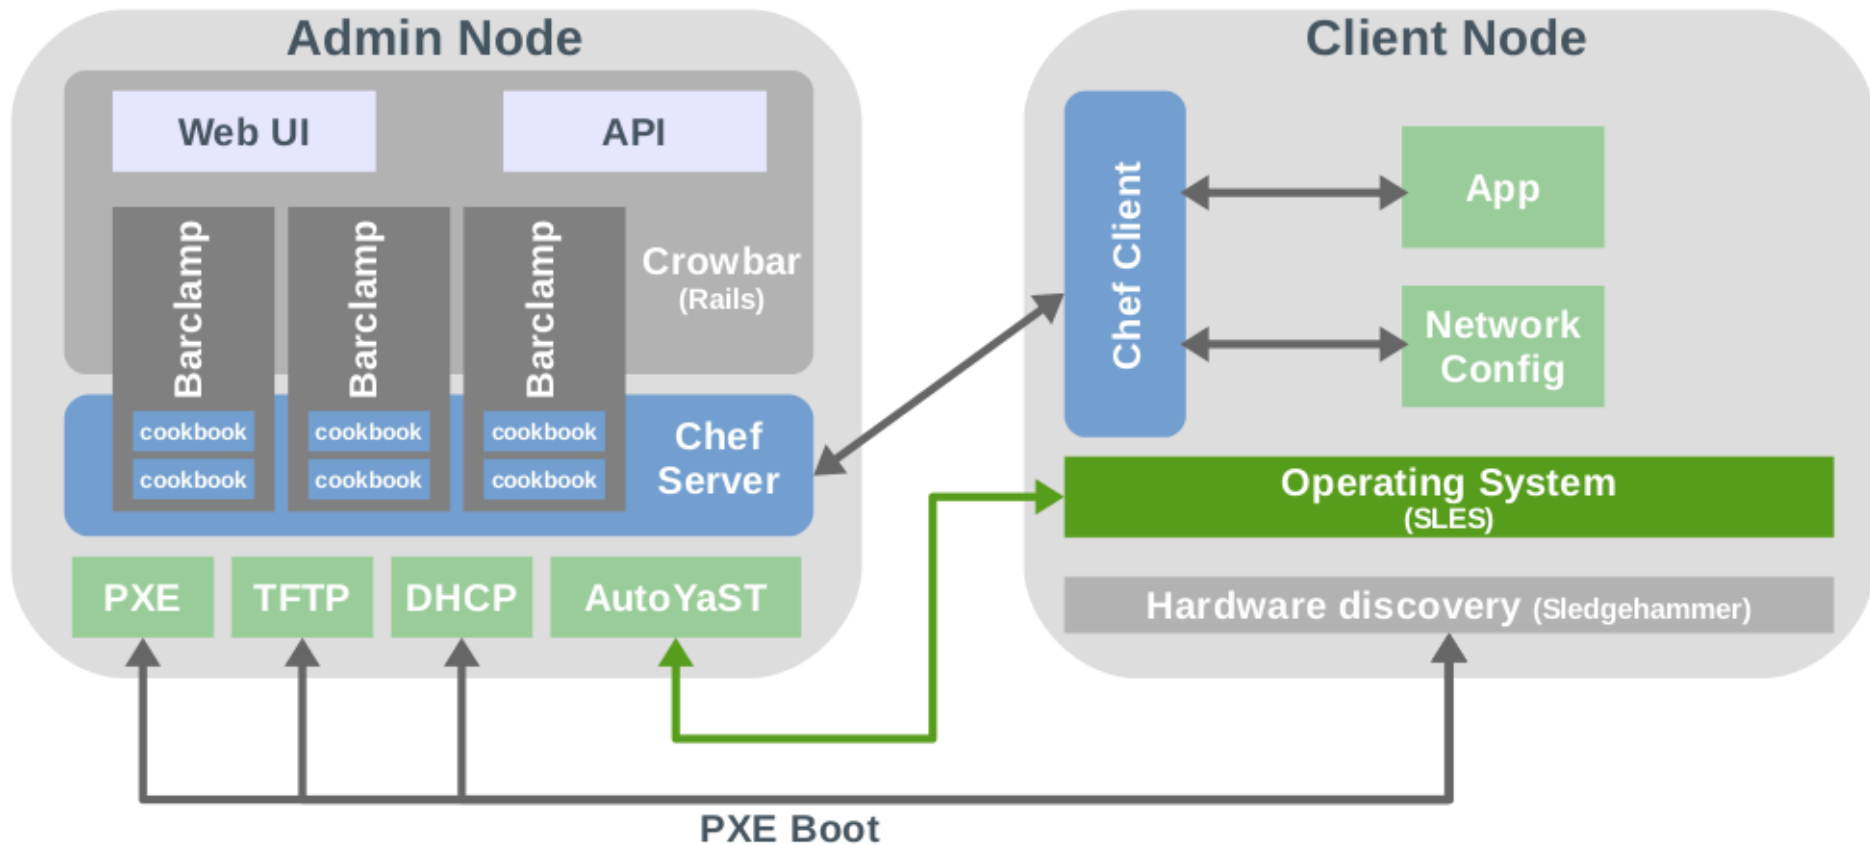 Admin Node
Web UI
API
Barclamp
Barclamp
Barclamp
Crowbar
(Rails)
cookbook
cookbook
cookbook
cookbook
cookbook
cookbook
Chef
Server
PXE
TFTP
DHCP
AutoYaST
Client Node
Chef Client
App
Network
Config
Operating System
(SLES)
Hardware discovery (Sledgehammer)
PXE Boot